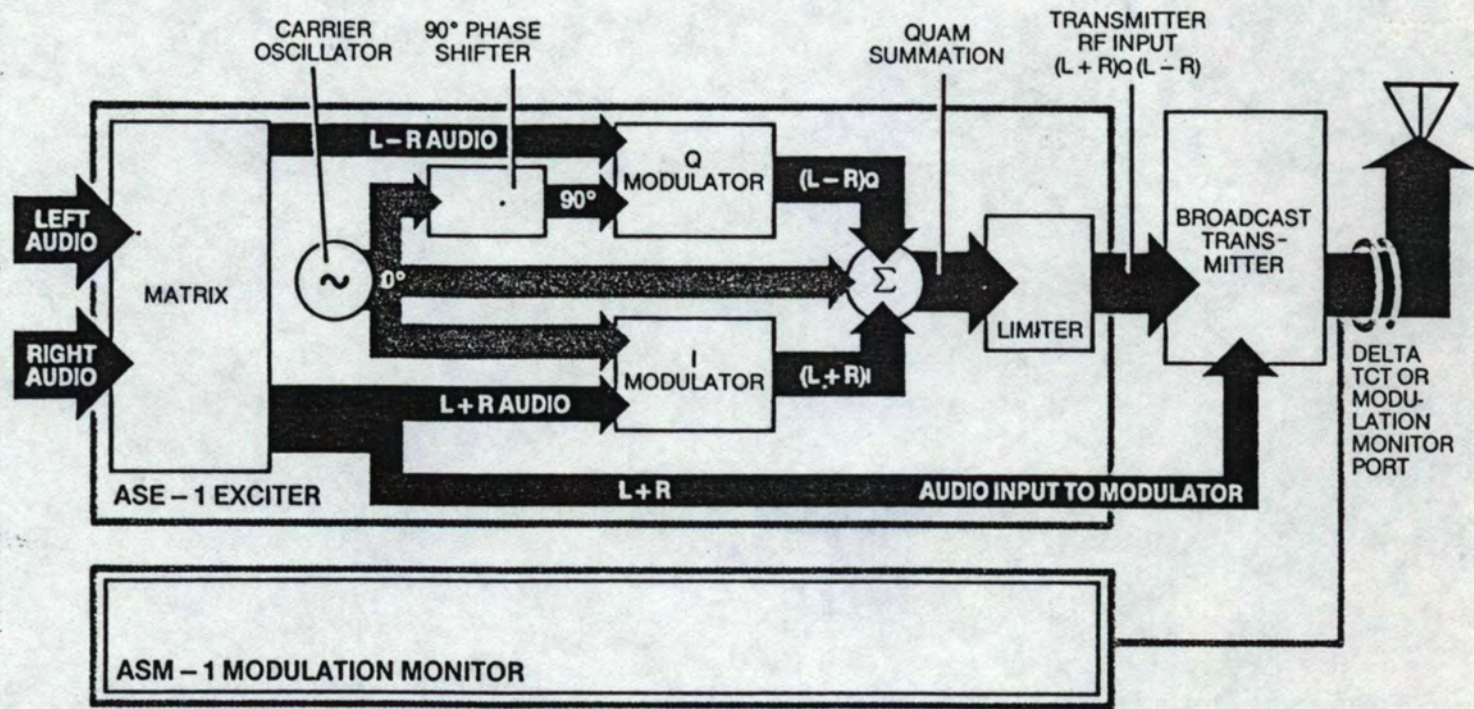 CARRIER
OSCILLATOR
90° PHASE
SHIFTER
QUAM
SUMMATION
TRANSMITTER
RF INPUT
(L+R)Q (L-R)
LEFT
AUDIO
RIGHT
AUDIO
MATRIX
L-R AUDIO
90°
Q
MODULATOR
(L-R)Q
~
0°
Σ
LIMITER
BROADCAST
TRANS-
MITTER
I
MODULATOR
(L+R)I
L+R AUDIO
L+R
AUDIO INPUT TO MODULATOR
DELTA
TCT OR
MODU-
LATION
MONITOR
PORT
ASE-1 EXCITER
ASM-1 MODULATION MONITOR